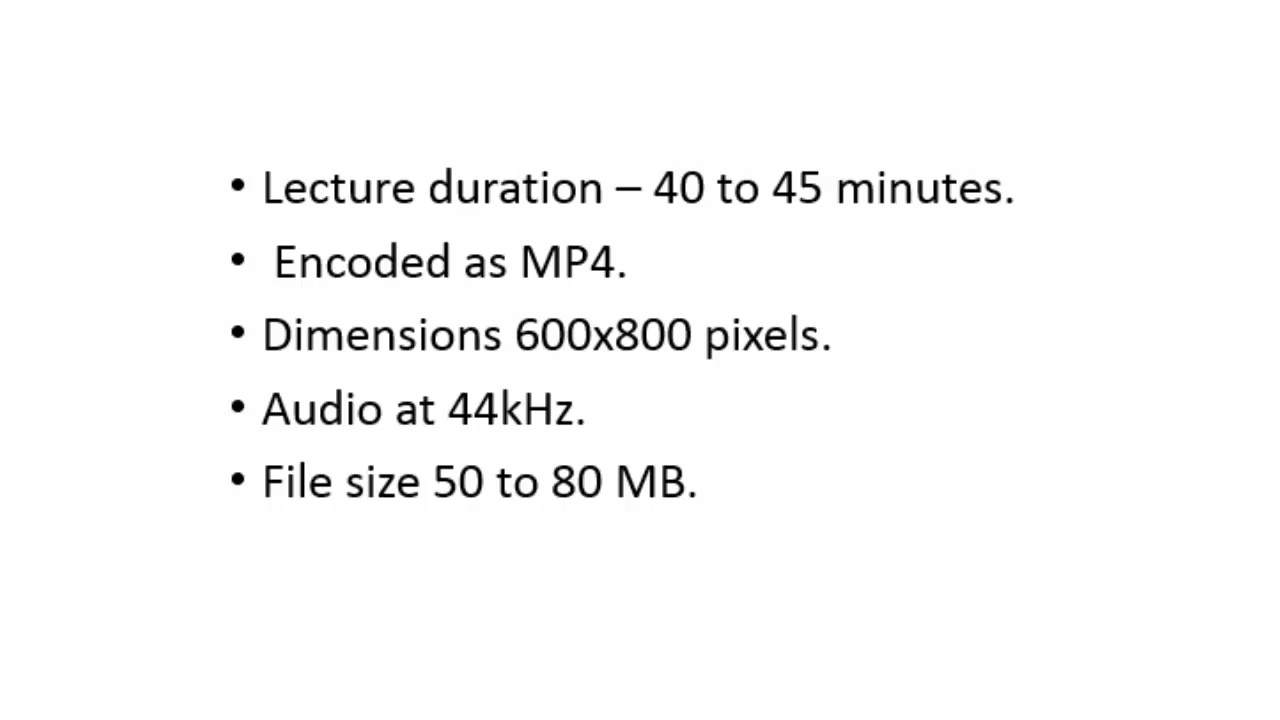 • Lecture duration – 40 to 45 minutes.
• Encoded as MP4.
• Dimensions 600x800 pixels.
• Audio at 44kHz.
• File size 50 to 80 MB.